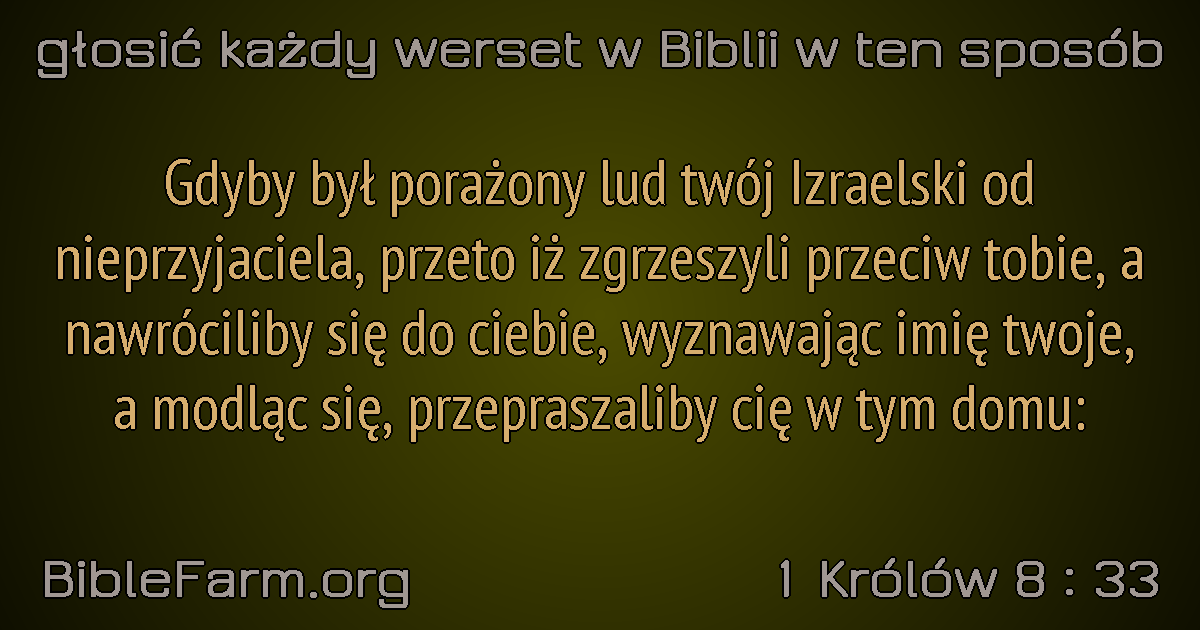 głosić każdy werset w Biblii w ten sposób
Gdyby był porażony lud twój Izraelski od
nieprzyjaciela, przeto iż zgrzeszyli przeciw tobie, a
nawróciliby się do ciebie, wyznawając imię twoje,
a modląc się, przepraszaliby cię w tym domu:
BibleFarm.org
1 Królów 8 : 33